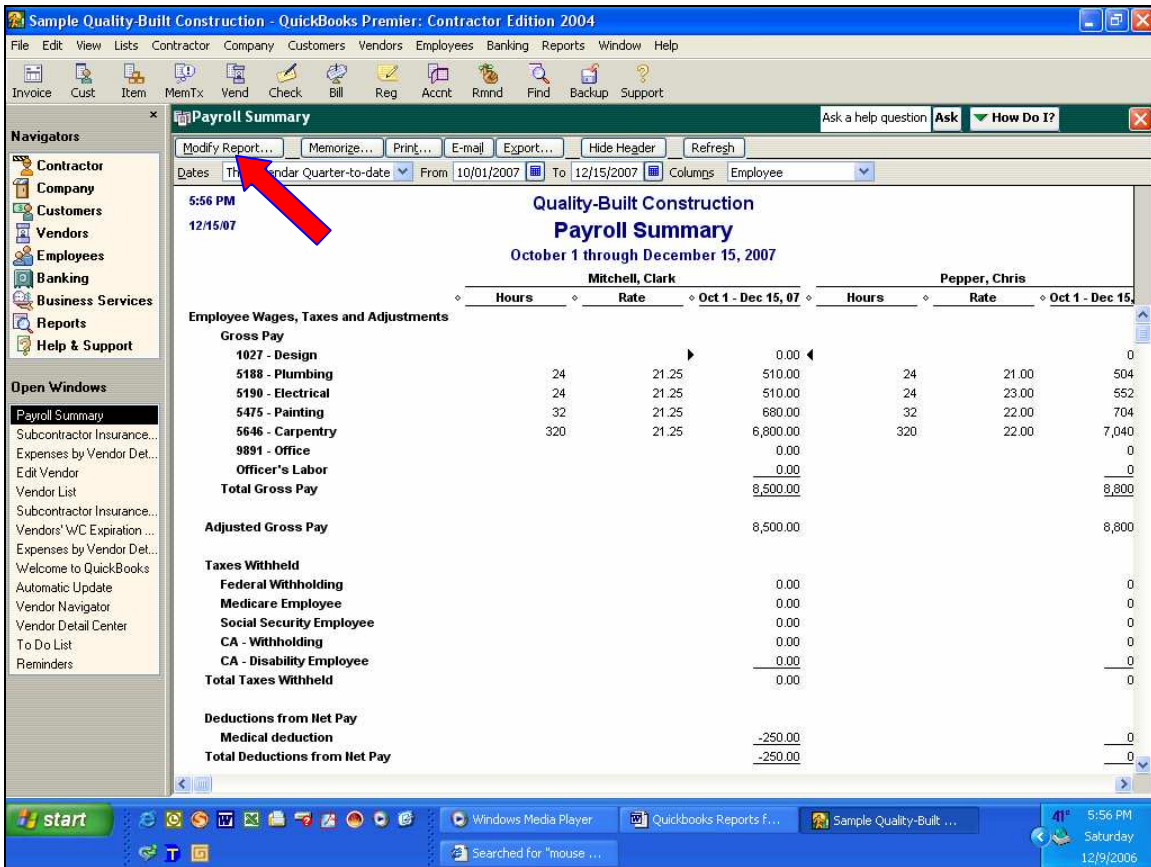 Sample Quality-Built Construction - QuickBooks Premier: Contractor Edition 2004
File Edit View Lists Contractor Company Customers Vendors Employees Banking Reports Window Help
Invoice Cust Item MemTx Vend Check Bill Reg Accnt Rmnd Find Backup Support
Payroll Summary
Ask a help question Ask How Do I?
Navigators
Contractor
Company
Customers
Vendors
Employees
Banking
Business Services
Reports
Help & Support
Open Windows
Payroll Summary
Subcontractor Insurance...
Expenses by Vendor Det...
Edit Vendor
Vendor List
Subcontractor Insurance...
Vendors' WC Expiration ...
Expenses by Vendor Det...
Welcome to QuickBooks
Automatic Update
Vendor Navigator
Vendor Detail Center
To Do List
Reminders
Modify Report... Memorize... Print... E-mail Export... Hide Header Refresh
Dates Quarter-to-date From 10/01/2007 To 12/15/2007 Columns Employee
5:56 PM
12/15/07
Quality-Built Construction
Payroll Summary
October 1 through December 15, 2007
Mitchell, Clark Pepper, Chris
Hours Rate Oct 1 - Dec 15, 07 Hours Rate Oct 1 - Dec 15,
Employee Wages, Taxes and Adjustments
Gross Pay
1027 - Design 0.00 0
5188 - Plumbing 24 21.25 510.00 24 21.00 504
5190 - Electrical 24 21.25 510.00 24 23.00 552
5475 - Painting 32 21.25 680.00 32 22.00 704
5646 - Carpentry 320 21.25 6,800.00 320 22.00 7,040
9891 - Office 0.00 0
Officer's Labor 0.00 0
Total Gross Pay 8,500.00 8,800
Adjusted Gross Pay 8,500.00 8,800
Taxes Withheld
Federal Withholding 0.00 0
Medicare Employee 0.00 0
Social Security Employee 0.00 0
CA - Withholding 0.00 0
CA - Disability Employee 0.00 0
Total Taxes Withheld 0.00 0
Deductions from Net Pay
Medical deduction -250.00 0
Total Deductions from Net Pay -250.00 0
start
Windows Media Player Quickbooks Reports f... Sample Quality-Built ...
Searched for "mouse ...
41° 5:56 PM
Saturday
12/9/2006